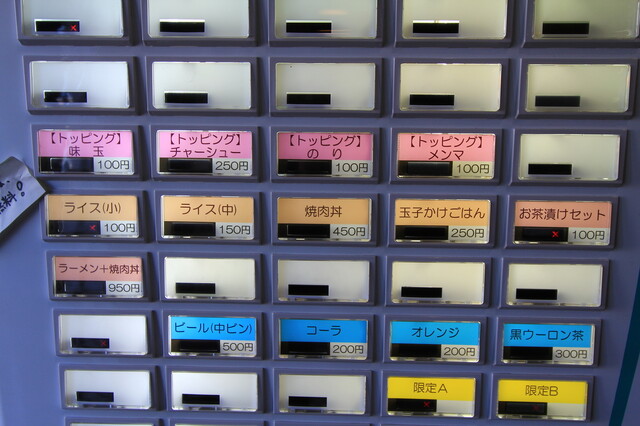 【トッピング】
味 玉
100円
【トッピング】
チャーシュー
250円
【トッピング】
の り
100円
【トッピング】
メンマ
100円
ライス(小)
100円
ライス(中)
150円
焼肉丼
450円
玉子かけごはん
250円
お茶漬けセット
100円
ラーメン+焼肉丼
950円
ビール(中ビン)
500円
コーラ
200円
オレンジ
200円
黒ウーロン茶
300円
限定A
限定B